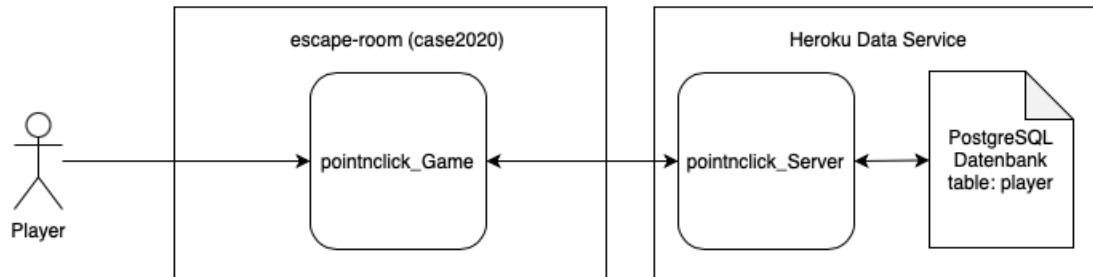 escape-room (case2020)
Heroku Data Service
pointnclick_Game
pointnclick_Server
PostgreSQL
Datenbank
table: player
Player